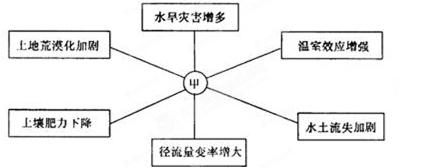 水旱灾害增多
土地荒漠化加剧
温室效应增强
甲
土壤肥力下降
水土流失加剧
径流量变率增大